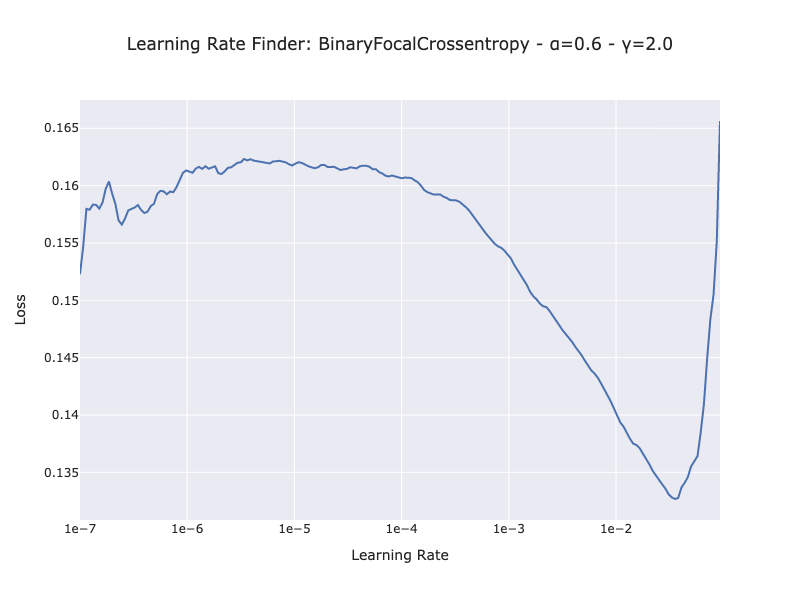 Learning Rate Finder: BinaryFocalCrossentropy - α=0.6 - γ=2.0
0.165
0.16
0.155
0.15
0.145
0.14
0.135
Loss
1e−7 1e−6 1e−5 1e−4 1e−3 1e−2
Learning Rate